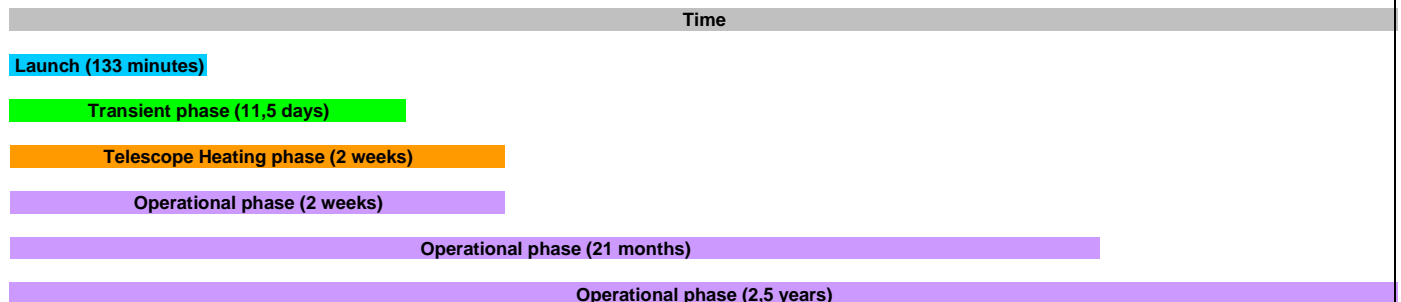 Time
Launch (133 minutes)
Transient phase (11,5 days)
Telescope Heating phase (2 weeks)
Operational phase (2 weeks)
Operational phase (21 months)
Operational phase (2,5 years)